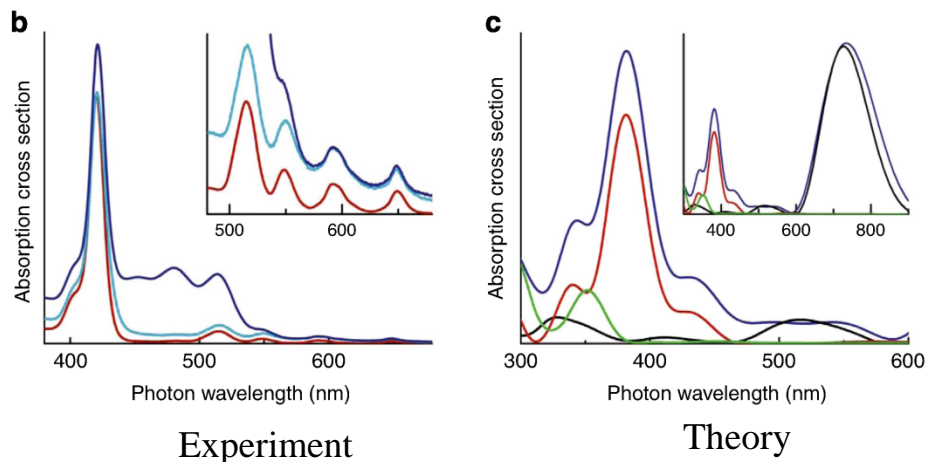 b
Absorption cross section
500 600
400 500 600
Photon wavelength (nm)
Experiment
c
Absorption cross section
400 600 800
300 400 500 600
Photon wavelength (nm)
Theory